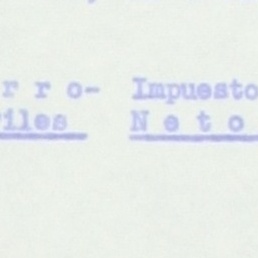 r r o- Impuesto
iles N e t o